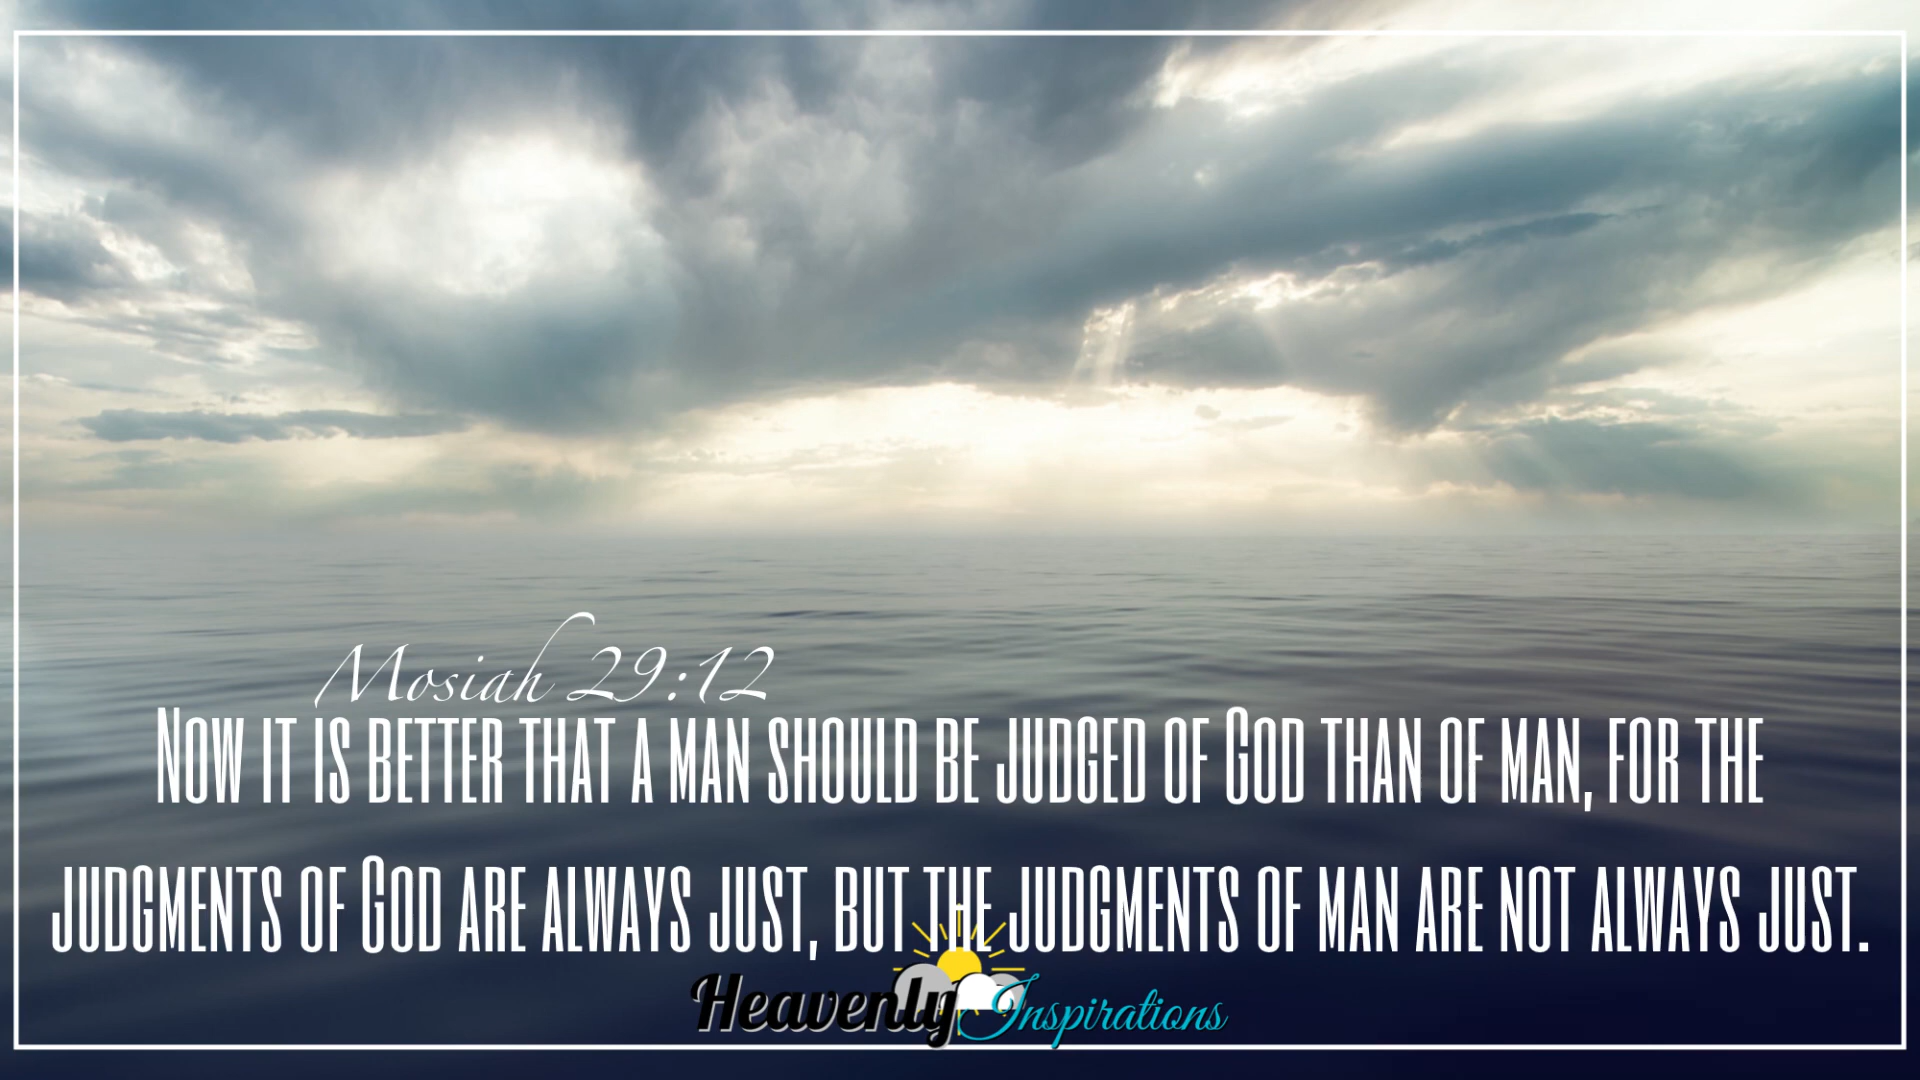 Mosiah 29:12
Now it is better that a man should be judged of God than of man, for the
judgments of God are always just, but the judgments of man are not always just.
Heavenly Inspirations